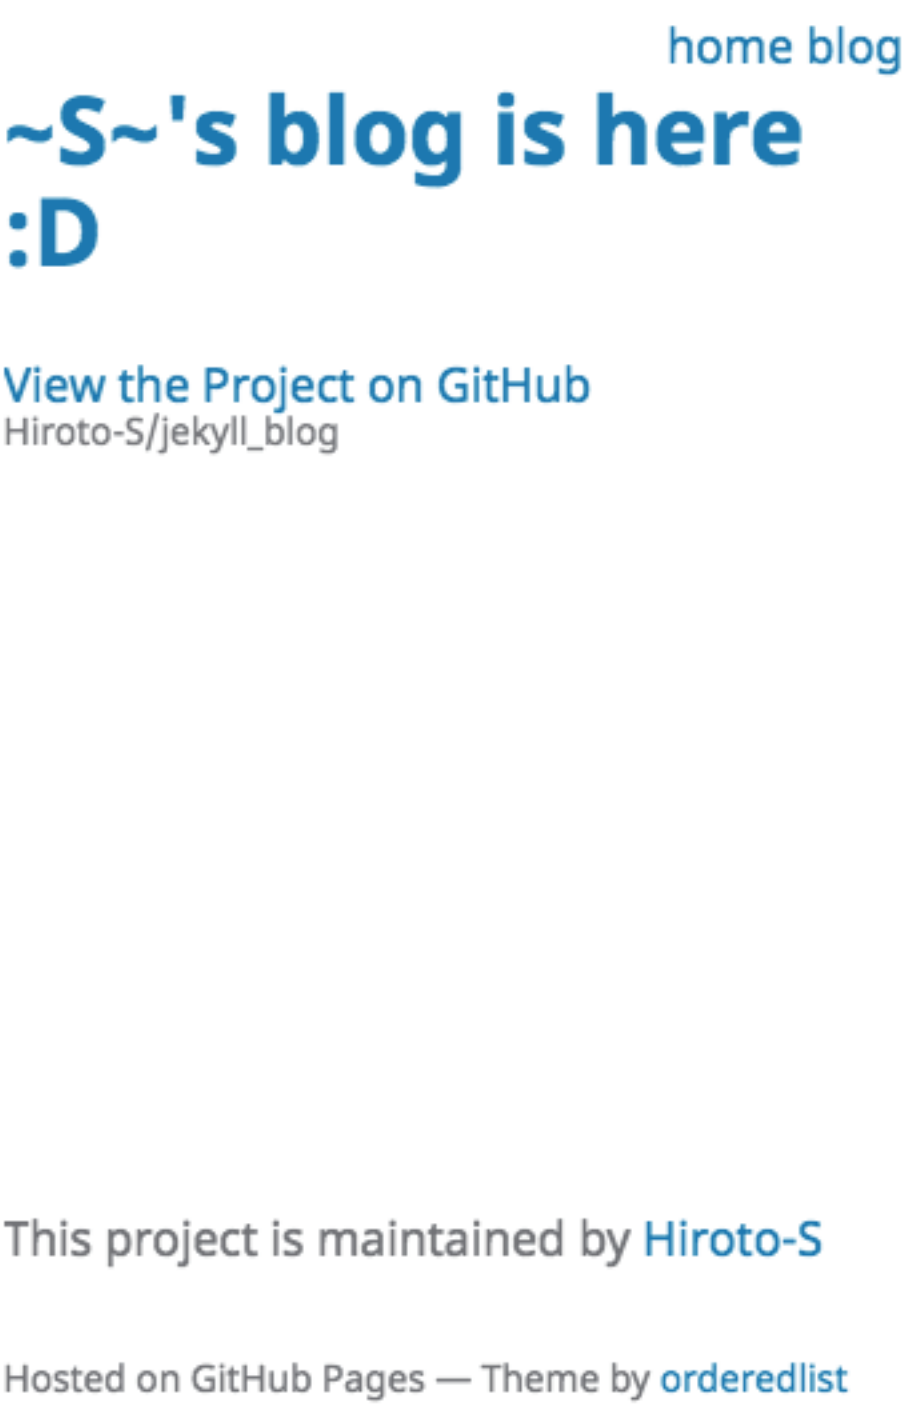 home blog
~S~'s blog is here
:D
View the Project on GitHub
Hiroto-S/jekyll_blog
This project is maintained by Hiroto-S
Hosted on GitHub Pages — Theme by orderedlist